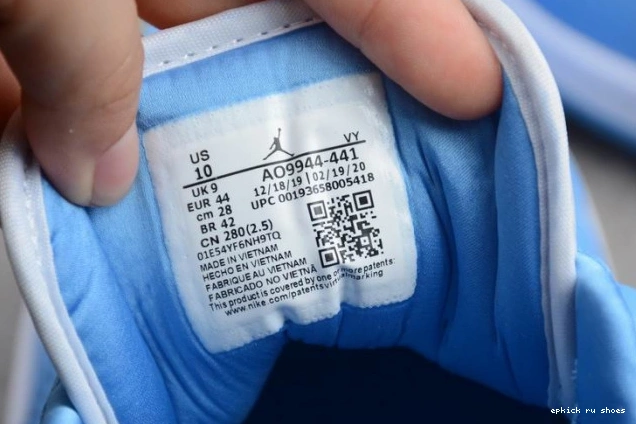 US
10
VY
AO9944-441
UK 9
12/18/19 | 02/19/20
EUR 44
UPC 00193658005418
cm 28
BR 42
CN 280(2.5)
01E54YF6NH9TQ
MADE IN VIETNAM
HECHO EN VIETNAM
FABRIQUE AU VIETNAM
FABRICADO NO VIETNÃ
This product is covered by one or more patents:
www.nike.com/patents
epkick ru shoes